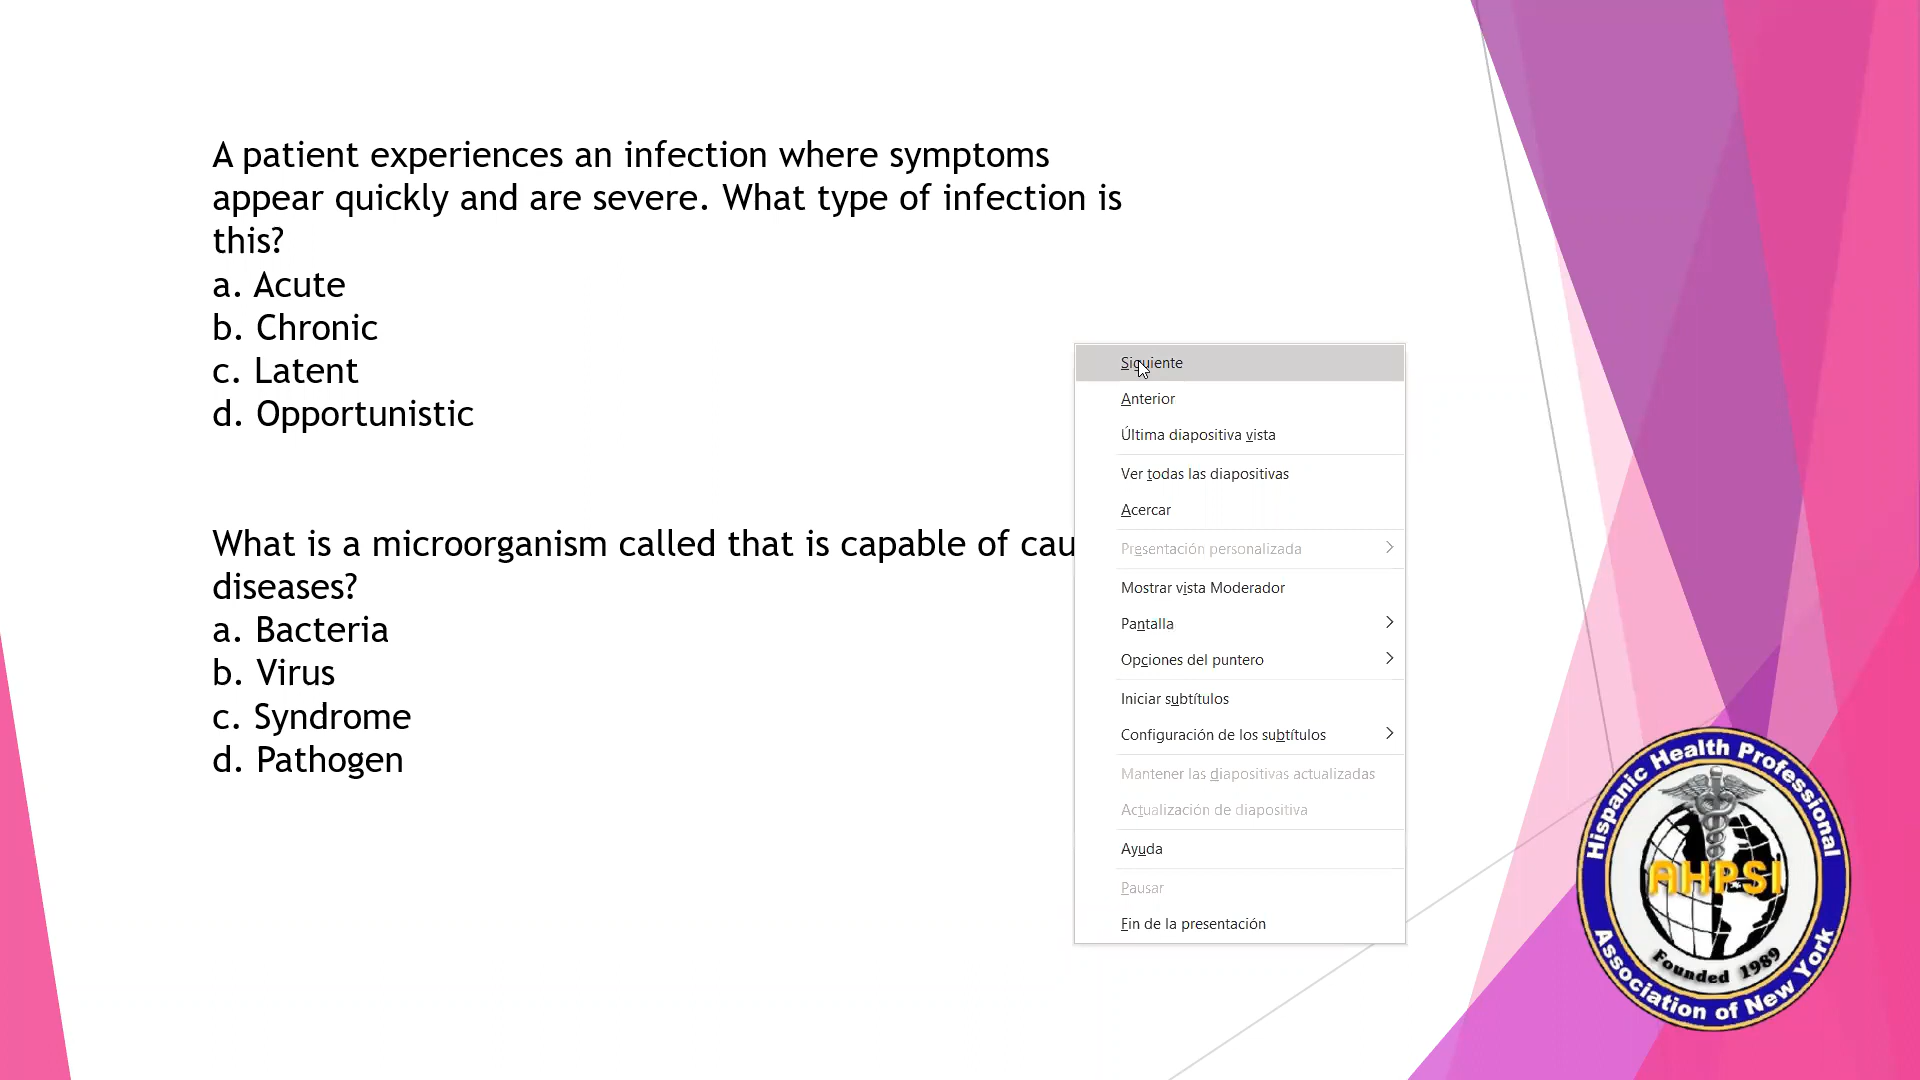 A patient experiences an infection where symptoms
appear quickly and are severe. What type of infection is
this?
a. Acute
b. Chronic
c. Latent
d. Opportunistic
What is a microorganism called that is capable of cau
diseases?
a. Bacteria
b. Virus
c. Syndrome
d. Pathogen
Siguiente
Anterior
Última diapositiva vista
Ver todas las diapositivas
Acercar
Presentación personalizada
Mostrar vista Moderador
Pantalla
Opciones del puntero
Iniciar subtítulos
Configuración de los subtítulos
Mantener las diapositivas actualizadas
Actualización de diapositiva
Ayuda
Pausar
Fin de la presentación
Hispanic Health Professional
AHPSI
Founded 1989
Association of New York